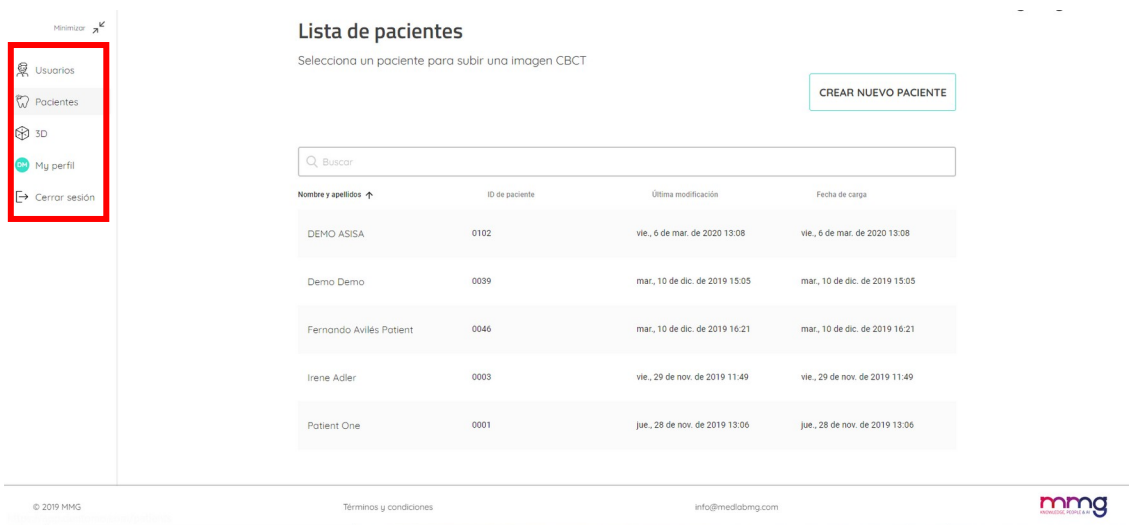 Minimizar
Usuarios
Pacientes
3D
DM My perfil
Cerrar sesión
Lista de pacientes
Selecciona un paciente para subir una imagen CBCT
CREAR NUEVO PACIENTE
Buscar
Nombre y apellidos ID de paciente Última modificación Fecha de carga
DEMO ASISA 0102 vie., 6 de mar. de 2020 13:08 vie., 6 de mar. de 2020 13:08
Demo Demo 0039 mar., 10 de dic. de 2019 15:05 mar., 10 de dic. de 2019 15:05
Fernando Avilés Patient 0046 mar., 10 de dic. de 2019 16:21 mar., 10 de dic. de 2019 16:21
Irene Adler 0003 vie., 29 de nov. de 2019 11:49 vie., 29 de nov. de 2019 11:49
Patient One 0001 jue., 28 de nov. de 2019 13:06 jue., 28 de nov. de 2019 13:06
© 2019 MMG Términos y condiciones info@mediabmg.com mmg
KNOWLEDGE, PEOPLE & AI